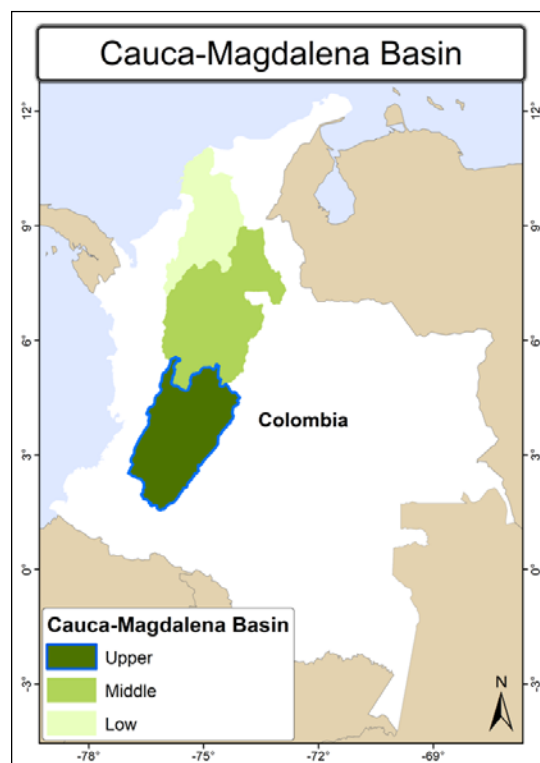 Cauca-Magdalena Basin
12°
12°
9°
9°
6°
6°
Colombia
3°
3°
0°
0°
Cauca-Magdalena Basin
Upper
Middle
Low
N
-3°
-3°
-78°
-75°
-72°
-69°